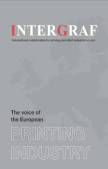 INTERGRAF
The voice of
the European
PRINTING
INDUSTRY